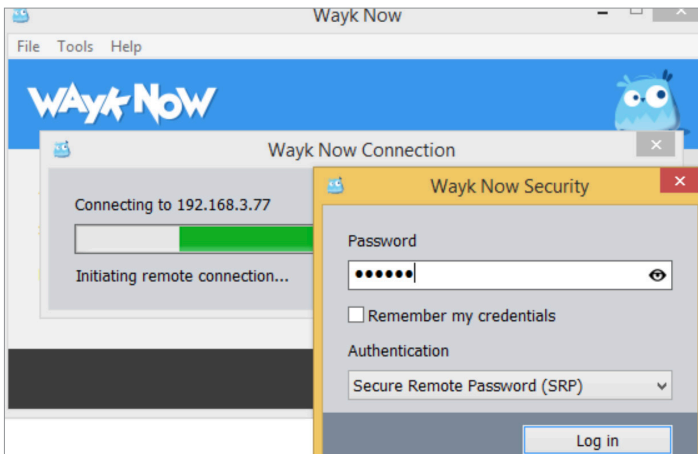 Wayk Now
File Tools Help
WAyk NoW
Wayk Now Connection
Connecting to 192.168.3.77
Initiating remote connection...
Wayk Now Security
Password
••••••
Remember my credentials
Authentication
Secure Remote Password (SRP)
Log in